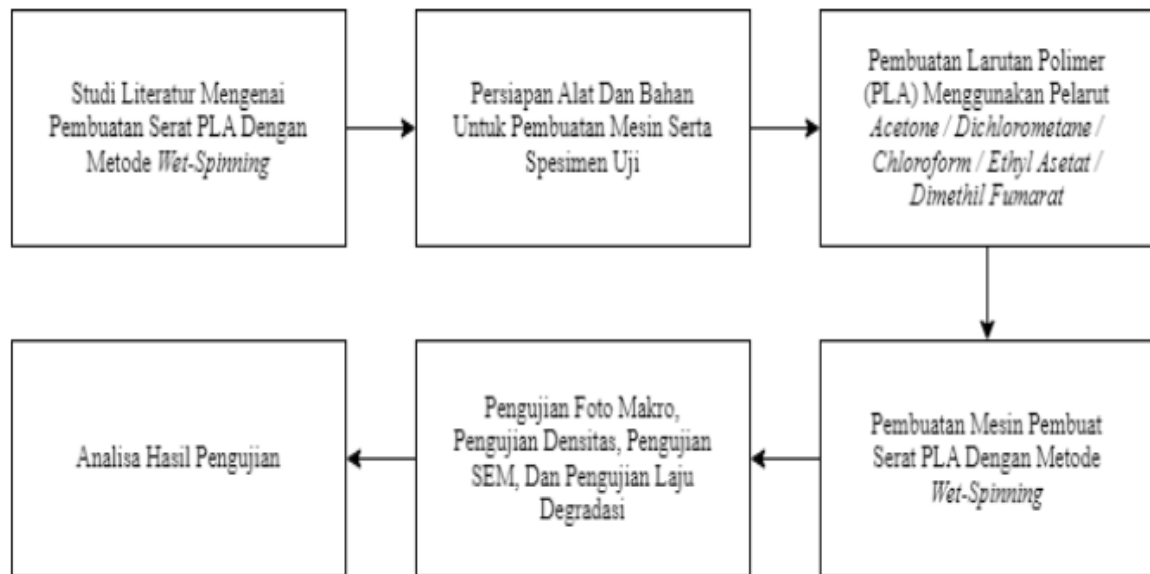 Studi Literatur Mengenai
Pembuatan Serat PLA Dengan
Metode Wet-Spinning
Persiapan Alat Dan Bahan
Untuk Pembuatan Mesin Serta
Spesimen Uji
Pembuatan Larutan Polimer
(PLA) Menggunakan Pelarut
Acetone / Dichlorometane /
Chloroform / Ethyl Asetat /
Dimethil Fumarat
Pembuatan Mesin Pembuat
Serat PLA Dengan Metode
Wet-Spinning
Pengujian Foto Makro,
Pengujian Densitas, Pengujian
SEM, Dan Pengujian Laju
Degradasi
Analisa Hasil Pengujian